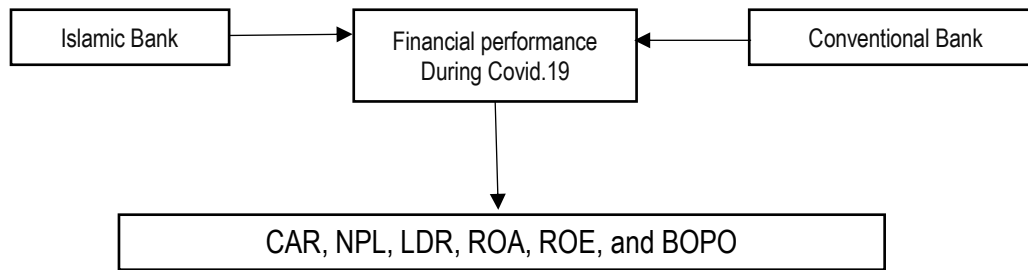 Islamic Bank
Financial performance
During Covid.19
Conventional Bank
CAR, NPL, LDR, ROA, ROE, and BOPO